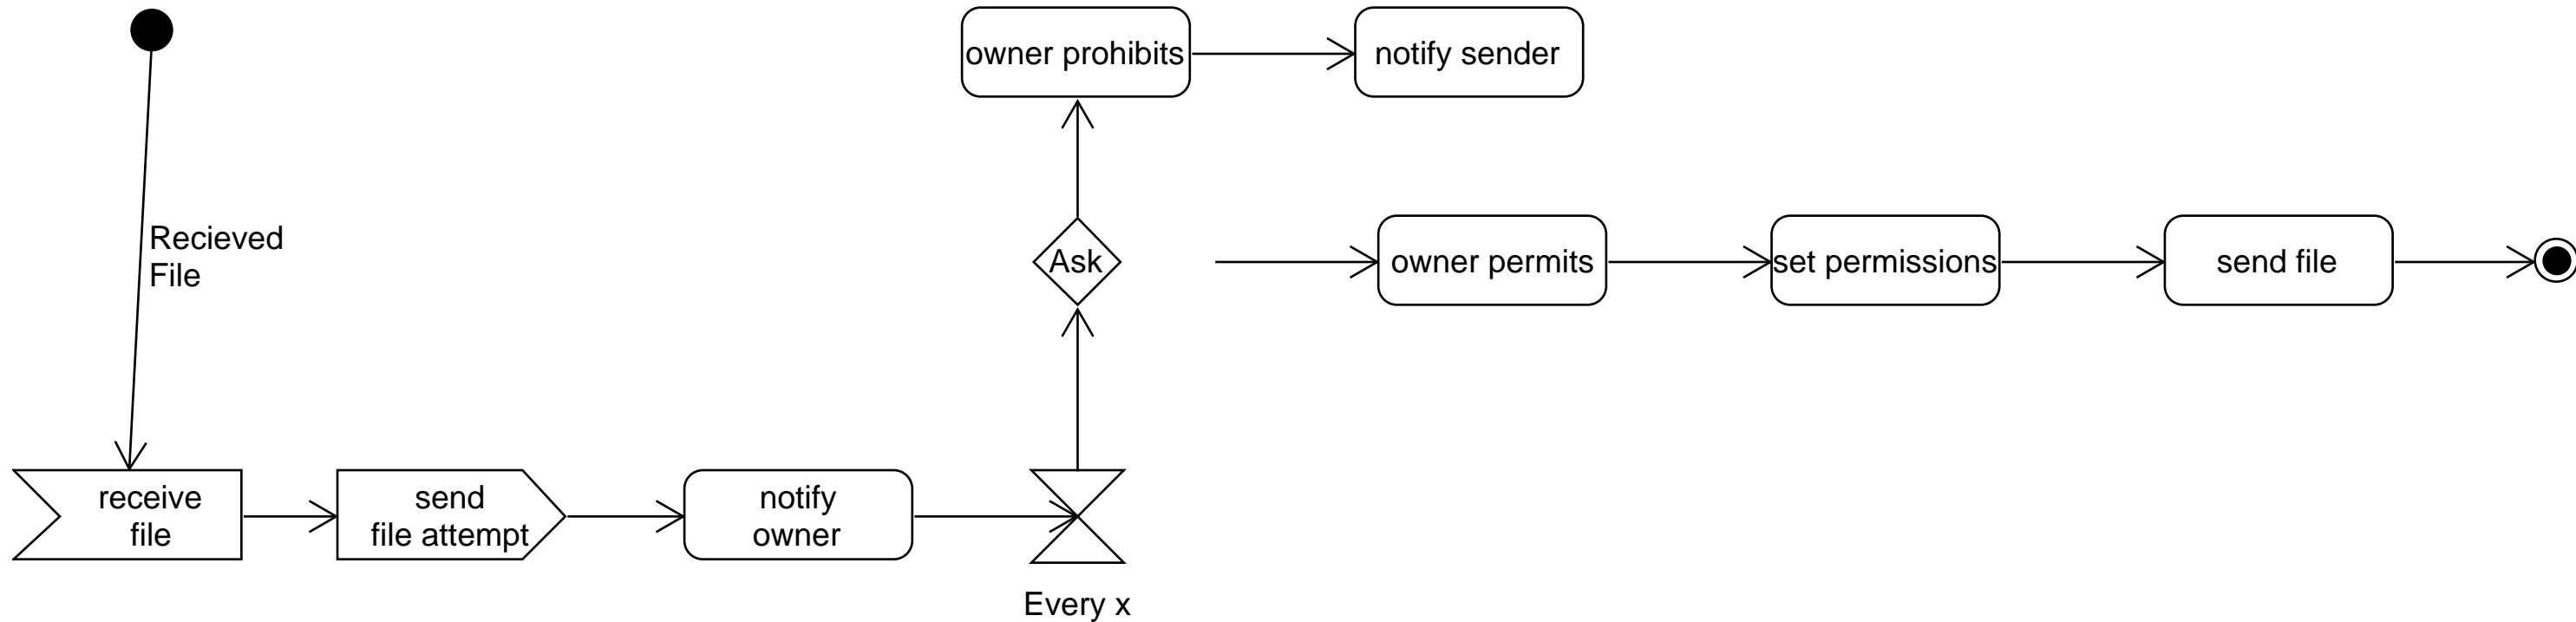 owner prohibits
notify sender
Recieved
File
Ask
owner permits
set permissions
send file
receive
file
send
file attempt
notify
owner
Every x